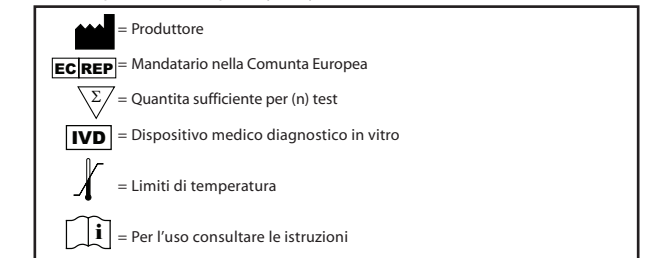 = Produttore
EC REP = Mandatario nella Comunta Europea
Σ = Quantita sufficiente per (n) test
IVD = Dispositivo medico diagnostico in vitro
= Limiti di temperatura
i = Per l'uso consultare le istruzioni